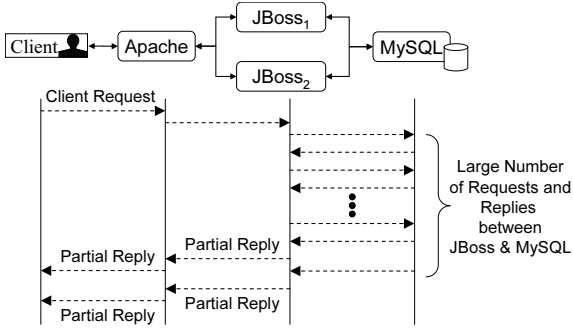 JBoss1
Client
Apache
MySQL
JBoss2
Client Request
Large Number
of Requests and
Replies
between
JBoss & MySQL
Partial Reply
Partial Reply
Partial Reply
Partial Reply